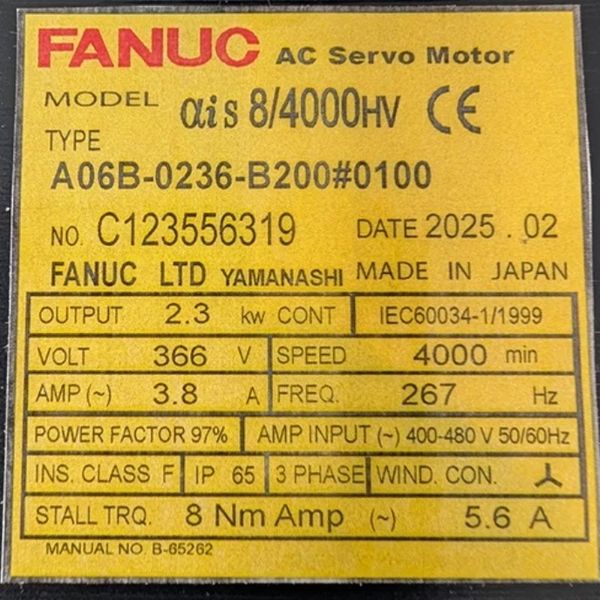 FANUC AC Servo Motor
MODEL αis 8/4000HV CE
TYPE
A06B-0236-B200#0100
NO. C123556319 DATE 2025 . 02
FANUC LTD YAMANASHI MADE IN JAPAN
OUTPUT 2.3 kw CONT IEC60034-1/1999
VOLT 366 V SPEED 4000 min
AMP (~) 3.8 A FREQ. 267 Hz
POWER FACTOR 97% AMP INPUT (~) 400-480 V 50/60Hz
INS. CLASS F IP 65 3 PHASE WIND. CON.
STALL TRQ. 8 Nm Amp (~) 5.6 A
MANUAL NO. B-65262